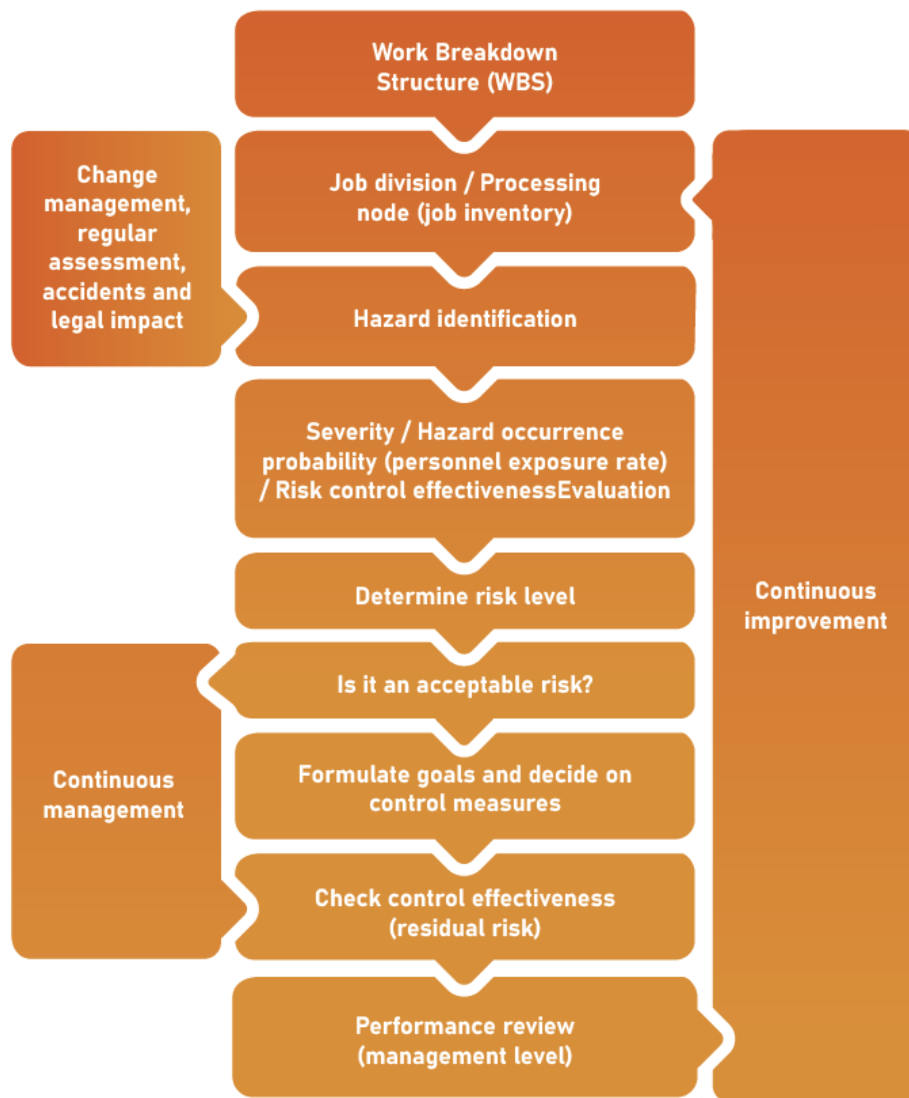 Work Breakdown
Structure (WBS)
Change
management,
regular
assessment,
accidents and
legal impact
Job division / Processing
node (job inventory)
Hazard identification
Severity / Hazard occurrence
probability (personnel exposure rate)
/ Risk control effectivenessEvaluation
Determine risk level
Is it an acceptable risk?
Continuous
management
Formulate goals and decide on
control measures
Check control effectiveness
(residual risk)
Performance review
(management level)
Continuous
improvement